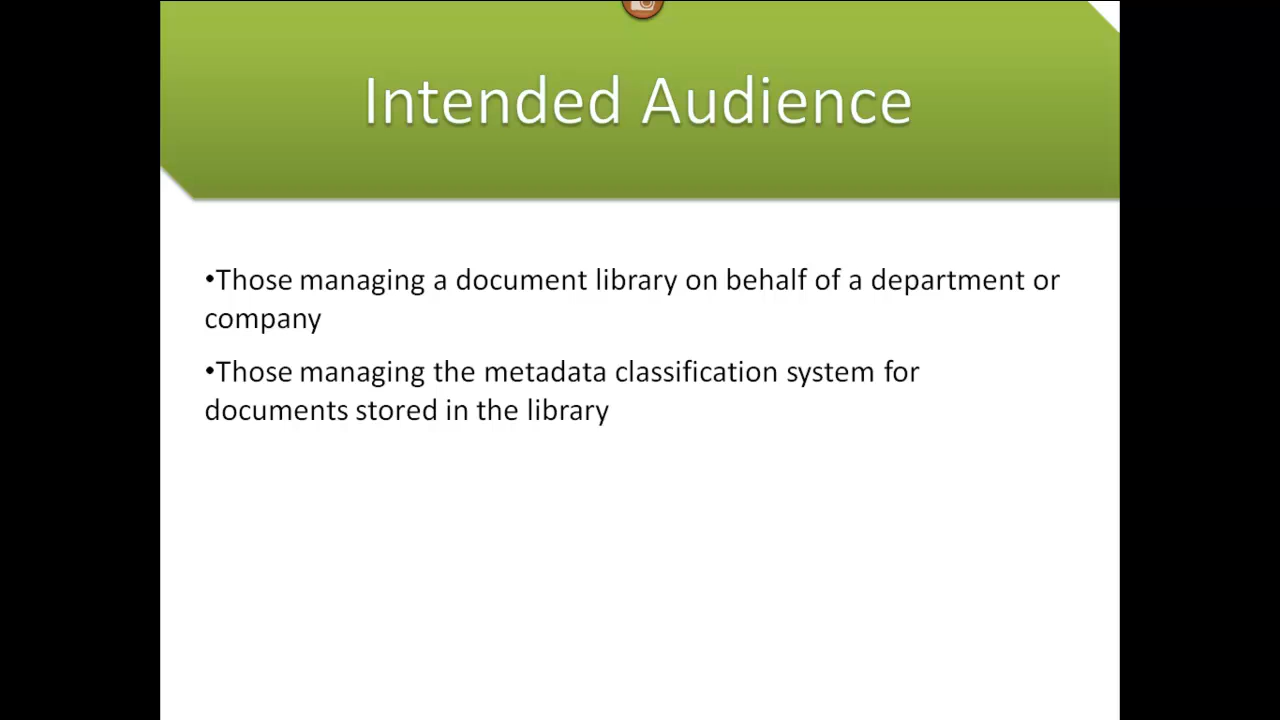 Intended Audience
•Those managing a document library on behalf of a department or
company
•Those managing the metadata classification system for
documents stored in the library